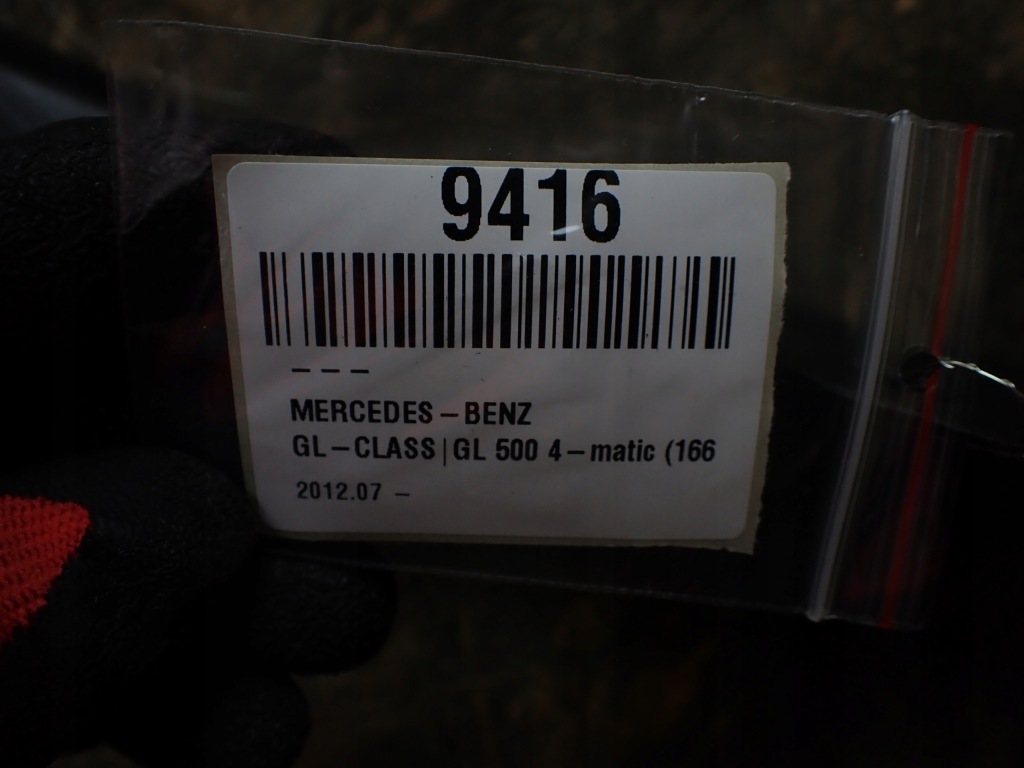 9416
– – –
MERCEDES–BENZ
GL–CLASS|GL 500 4–matic (166
2012.07 –